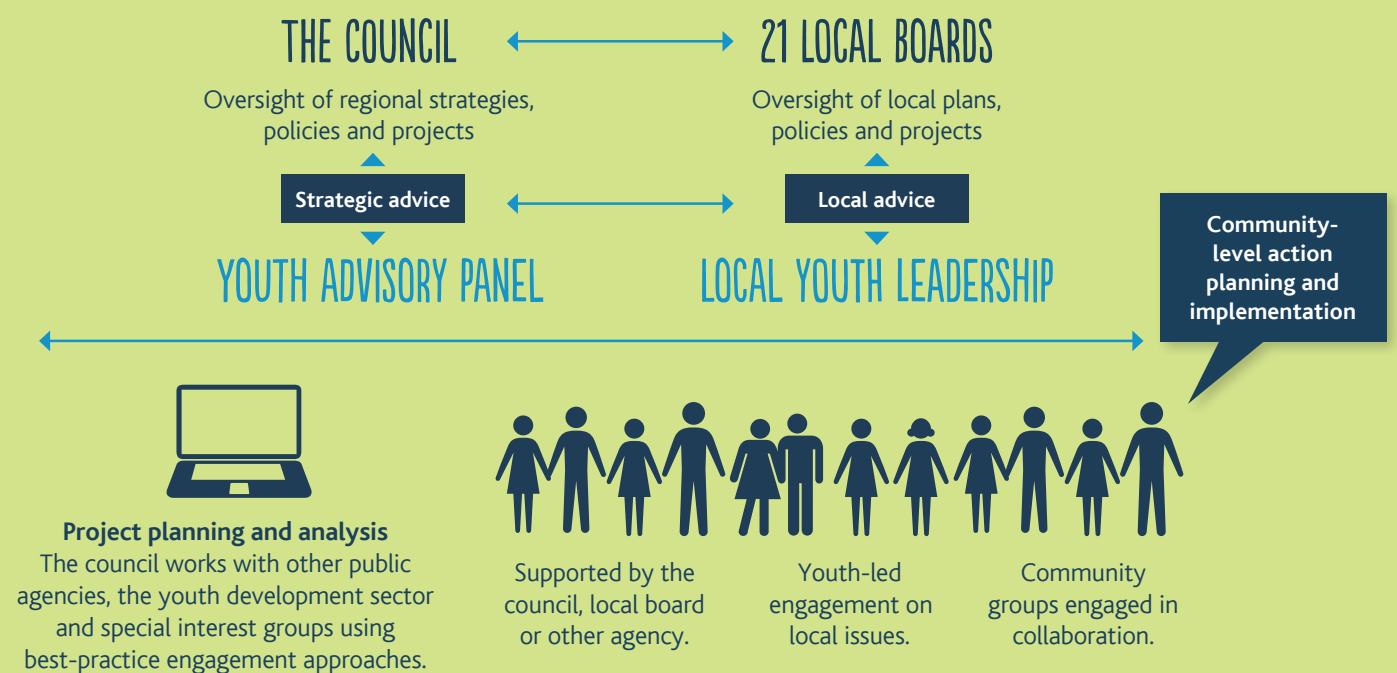 THE COUNCIL
Oversight of regional strategies,
policies and projects
Strategic advice
YOUTH ADVISORY PANEL
21 LOCAL BOARDS
Oversight of local plans,
policies and projects
Local advice
LOCAL YOUTH LEADERSHIP
Community-
level action
planning and
implementation
Project planning and analysis
The council works with other public
agencies, the youth development sector
and special interest groups using
best-practice engagement approaches.
Supported by the
council, local board
or other agency.
Youth-led
engagement on
local issues.
Community
groups engaged in
collaboration.